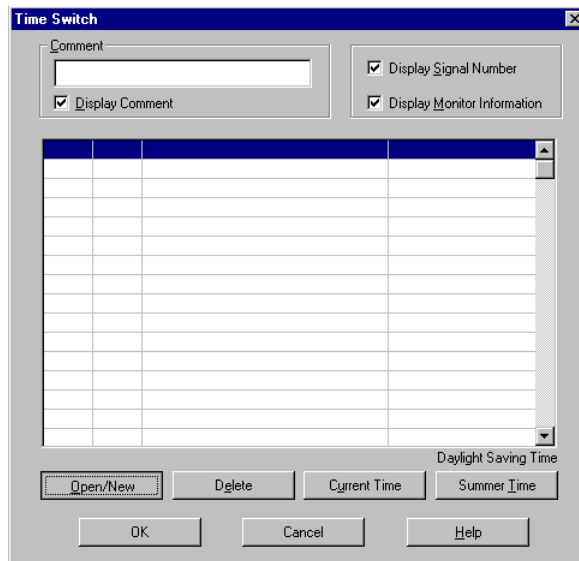 Time Switch
Comment
Display Signal Number
Display Comment
Display Monitor Information
Daylight Saving Time
Open/New
Delete
Current Time
Summer Time
OK
Cancel
Help